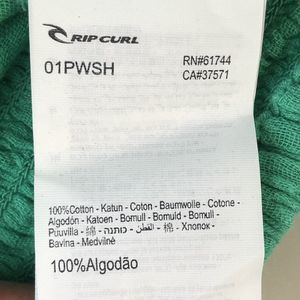 RIP CURL
01PWSH
RN#61744
CA#37571
100%Cotton - Katun - Coton - Baumwolle - Cotone -
Algodón - Katoen - Bomull - Bomuld - Bomuli -
Puuvilla - 綿 - כותנה - القطن - 棉 - Хлопок -
Bavlna - Medvilnė
100%Algodão